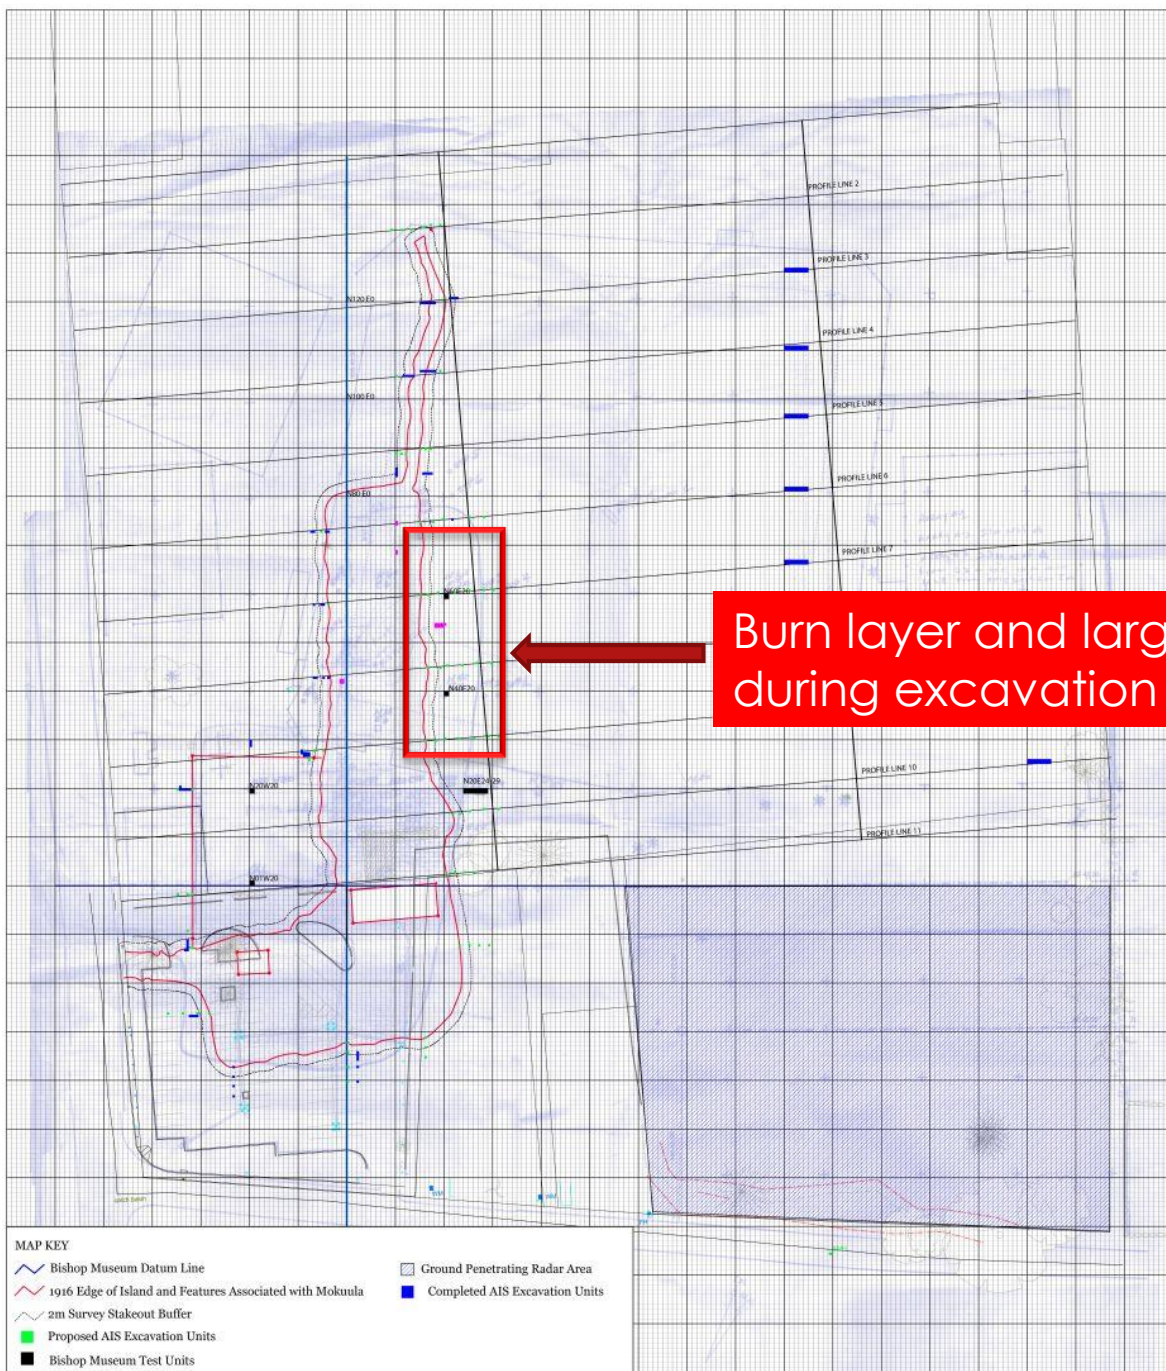 PROFILE LINE 2
PROFILE LINE 3
N120 E0
PROFILE LINE 4
N100 E0
PROFILE LINE 5
PROFILE LINE 6
N80 E0
PROFILE LINE 7
N60E20
Burn layer and larg
during excavation
N40E20
PROFILE LINE 10
N20W20
N20E24-29
PROFILE LINE 11
N01W20
MAP KEY
Bishop Museum Datum Line
1916 Edge of Island and Features Associated with Mokuula
2m Survey Stakeout Buffer
Proposed AIS Excavation Units
Bishop Museum Test Units
Ground Penetrating Radar Area
Completed AIS Excavation Units